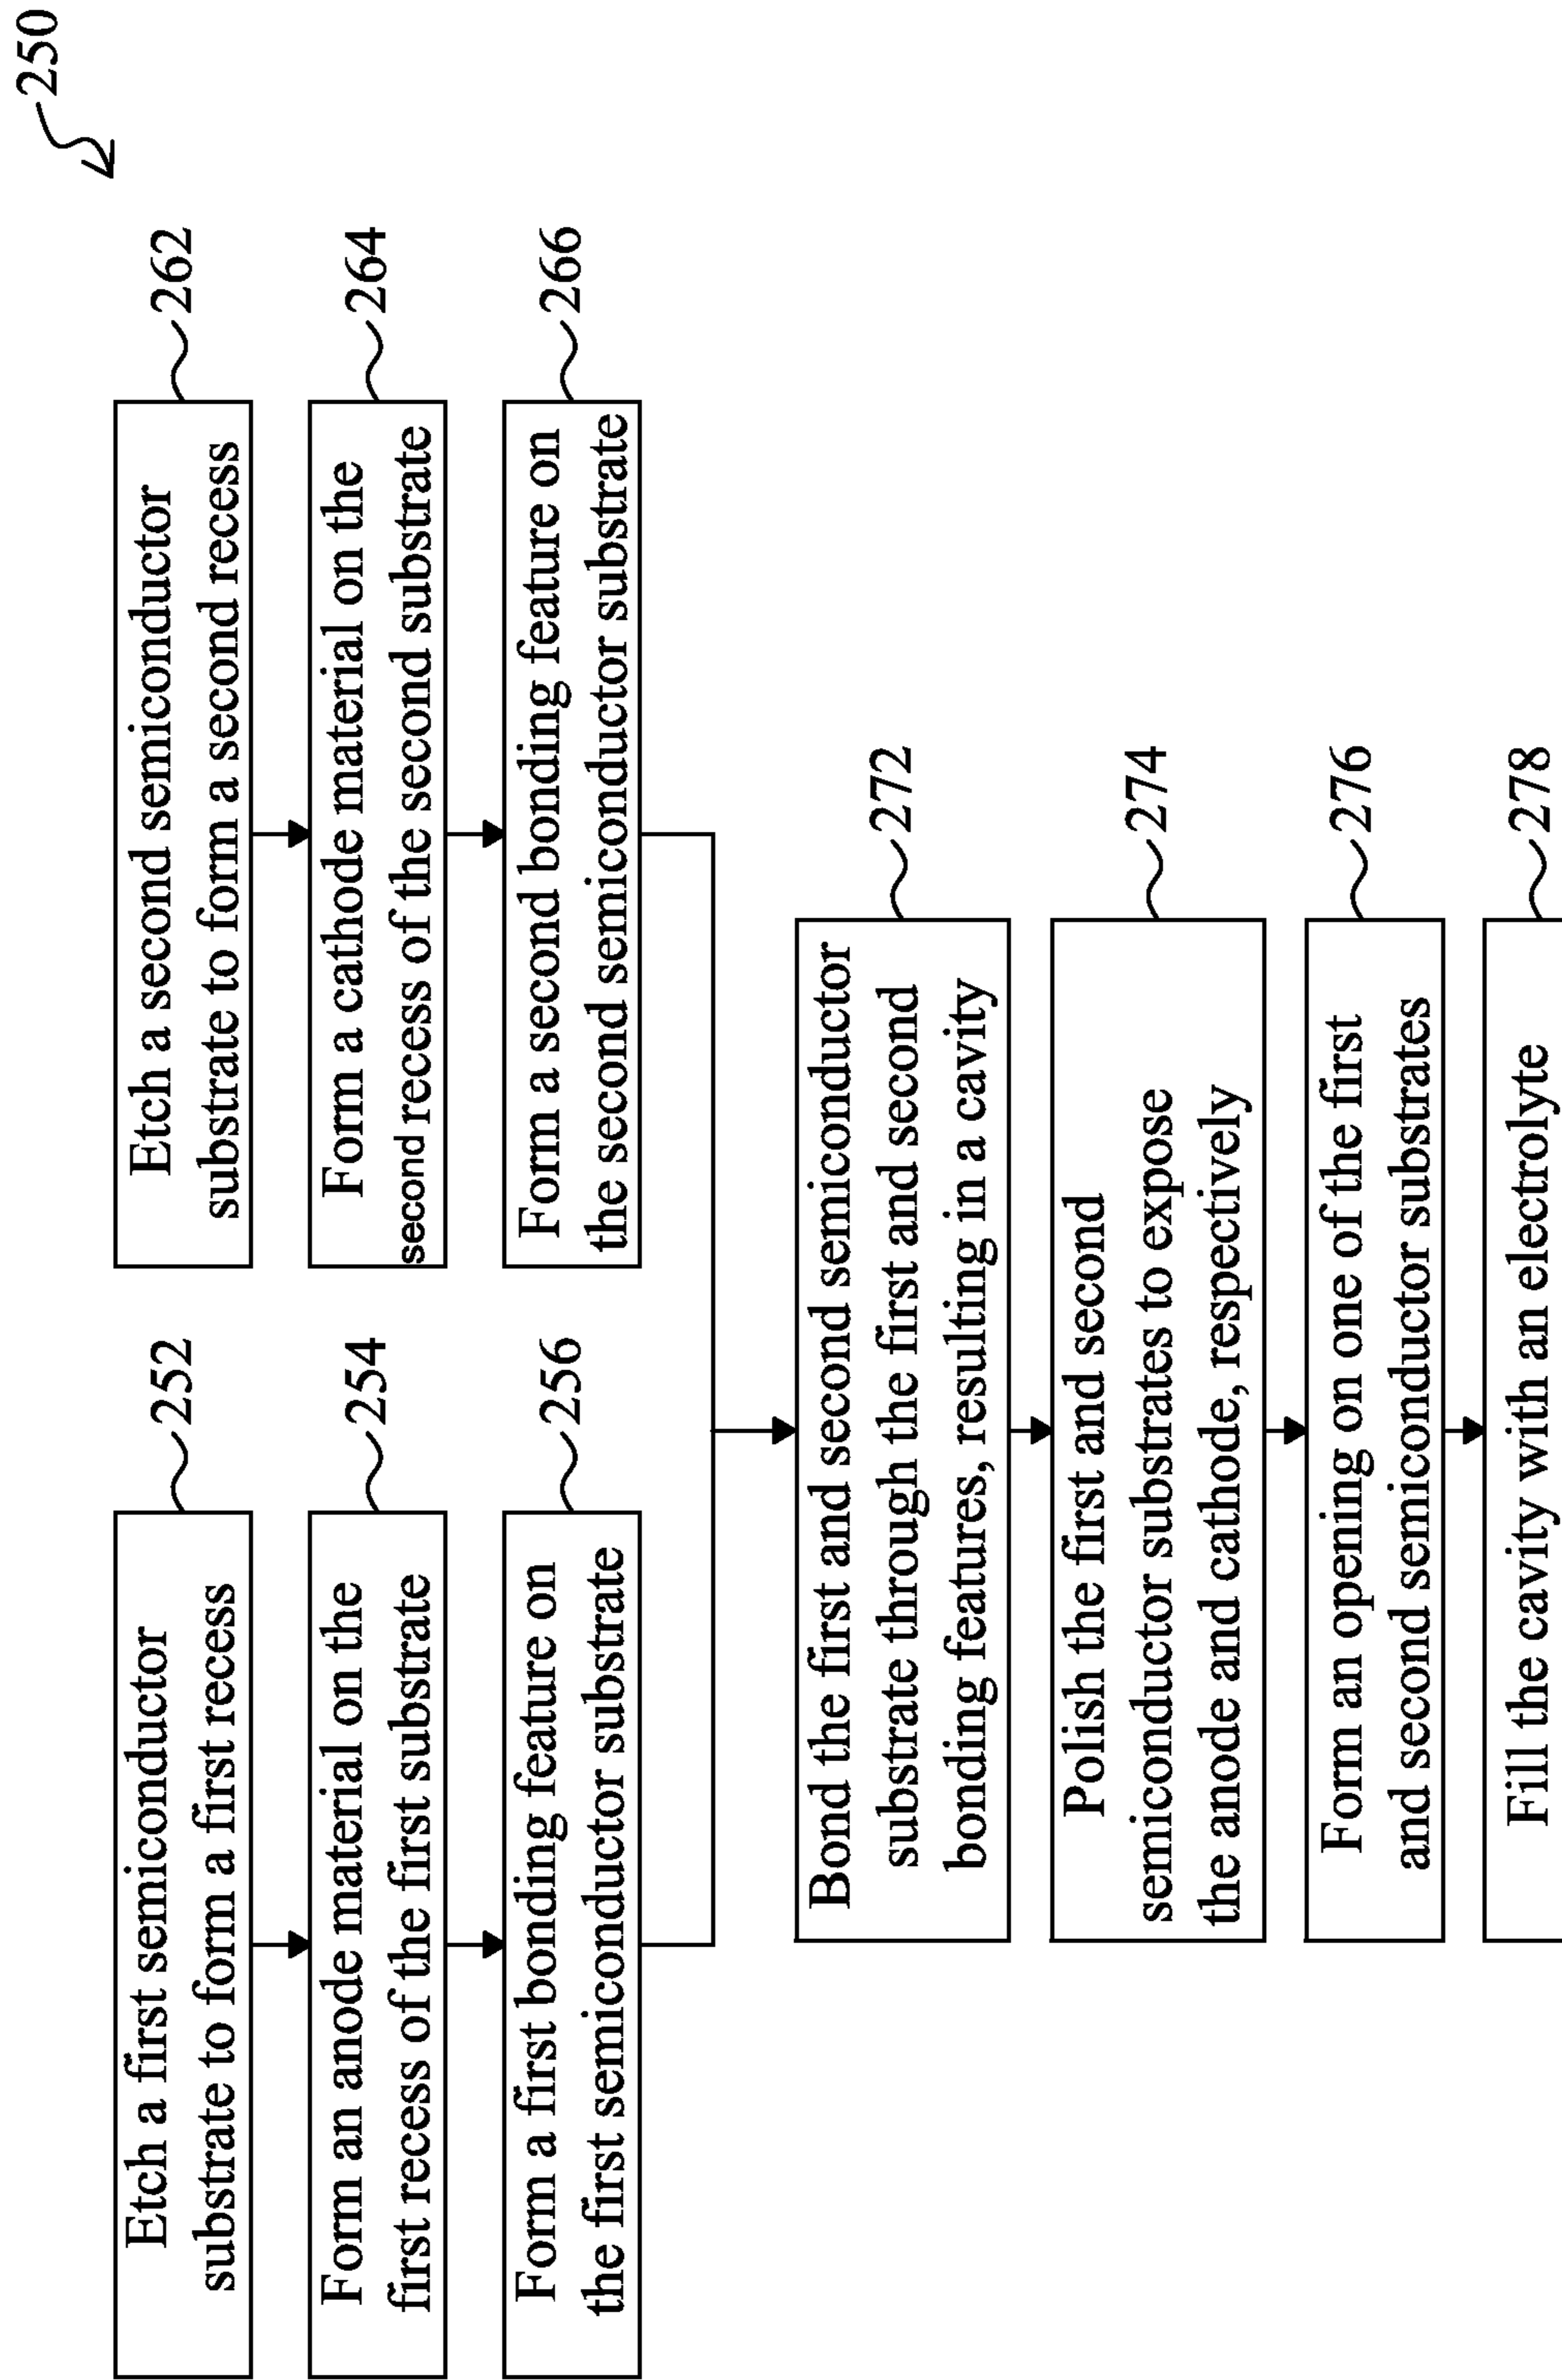 250
Etch a first semiconductor
substrate to form a first recess
252
Form an anode material on the
first recess of the first substrate
254
Form a first bonding feature on
the first semiconductor substrate
256
Etch a second semiconductor
substrate to form a second recess
262
Form a cathode material on the
second recess of the second substrate
264
Form a second bonding feature on
the second semiconductor substrate
266
Bond the first and second semiconductor
substrate through the first and second
bonding features, resulting in a cavity
272
Polish the first and second
semiconductor substrates to expose
the anode and cathode, respectively
274
Form an opening on one of the first
and second semiconductor substrates
276
Fill the cavity with an electrolyte
278